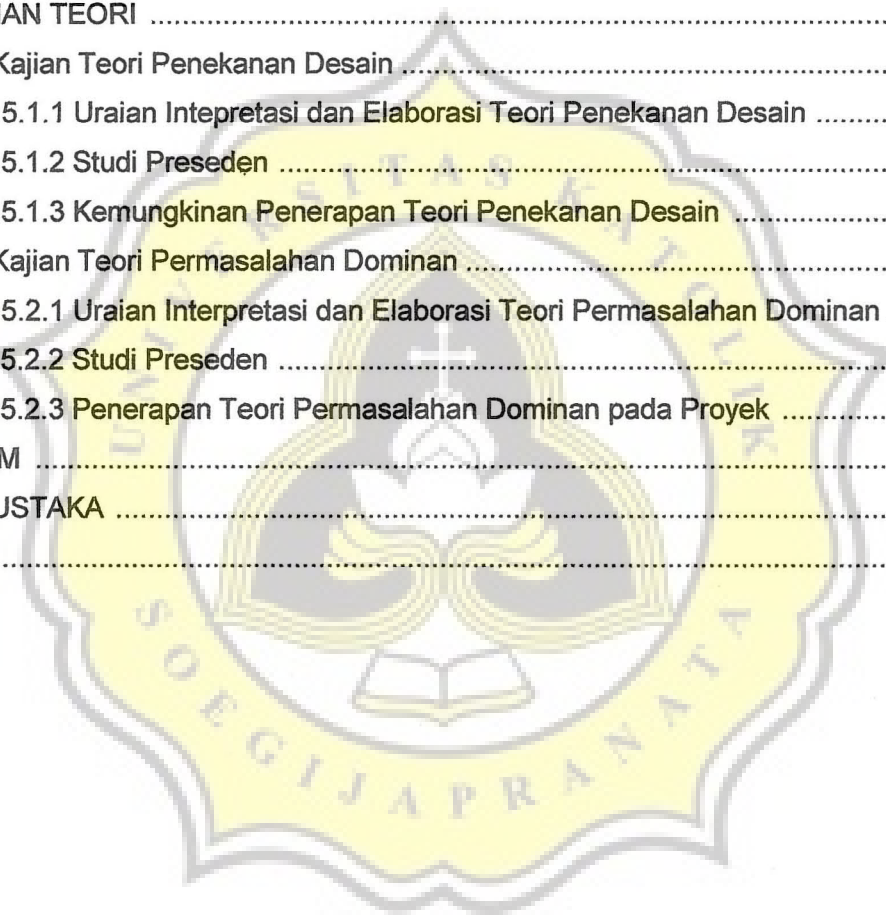 IAN TEORI ........................................................................
Kajian Teori Penekanan Desain ................................................
5.1.1 Uraian Intepretasi dan Elaborasi Teori Penekanan Desain .........
5.1.2 Studi Preseden ............................................................
5.1.3 Kemungkinan Penerapan Teori Penekanan Desain ..................
Kajian Teori Permasalahan Dominan ..........................................
5.2.1 Uraian Interpretasi dan Elaborasi Teori Permasalahan Dominan
5.2.2 Studi Preseden ............................................................
5.2.3 Penerapan Teori Permasalahan Dominan pada Proyek .............
M ....................................................................................
USTAKA ............................................................................
........................................................................................
UNIVERSITAS KATOLIK
SOEGIJAPRANATA